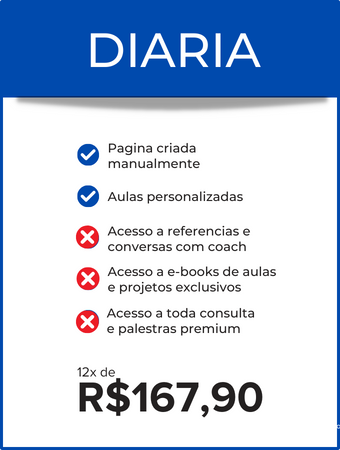 DIARIA
Pagina criada
manualmente
Aulas personalizadas
Acesso a referencias e
conversas com coach
Acesso a e-books de aulas
e projetos exclusivos
Acesso a toda consulta
e palestras premium
12x de
R$167,90